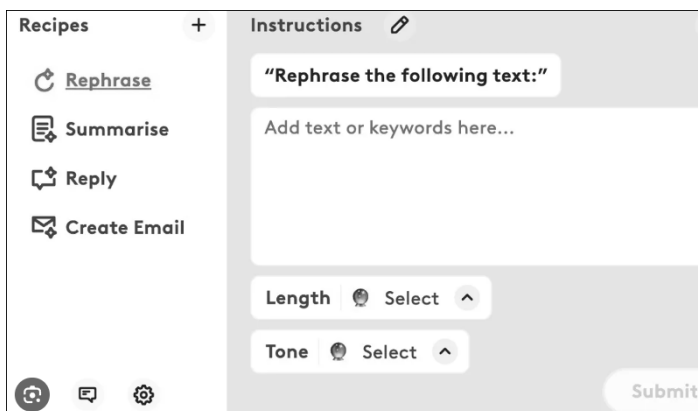 Recipes
Rephrase
Summarise
Reply
Create Email
Instructions
“Rephrase the following text:”
Add text or keywords here...
Length Select
Tone Select
Submit